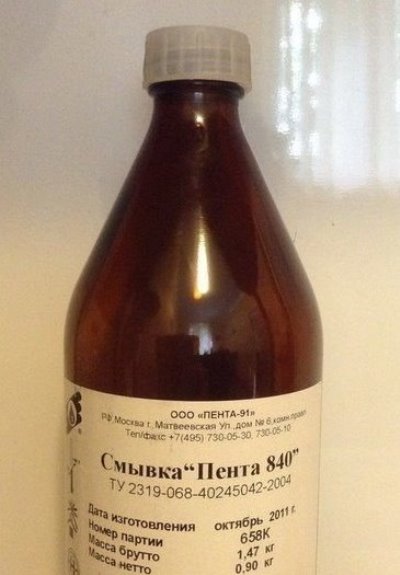 ООО «ПЕНТА-91»
РФ,Москва г, Матвеевская Ул.,дом № 6,комн.правл
Тел/факс +7(495) 730-05-30, 730-05-10
Смывка“Пента 840”
ТУ 2319-068-40245042-2004
Дата изготовления октябрь 2011 г.
Номер партии 658К
Масса брутто 1,47 кг
Масса нетто 0,90 кг